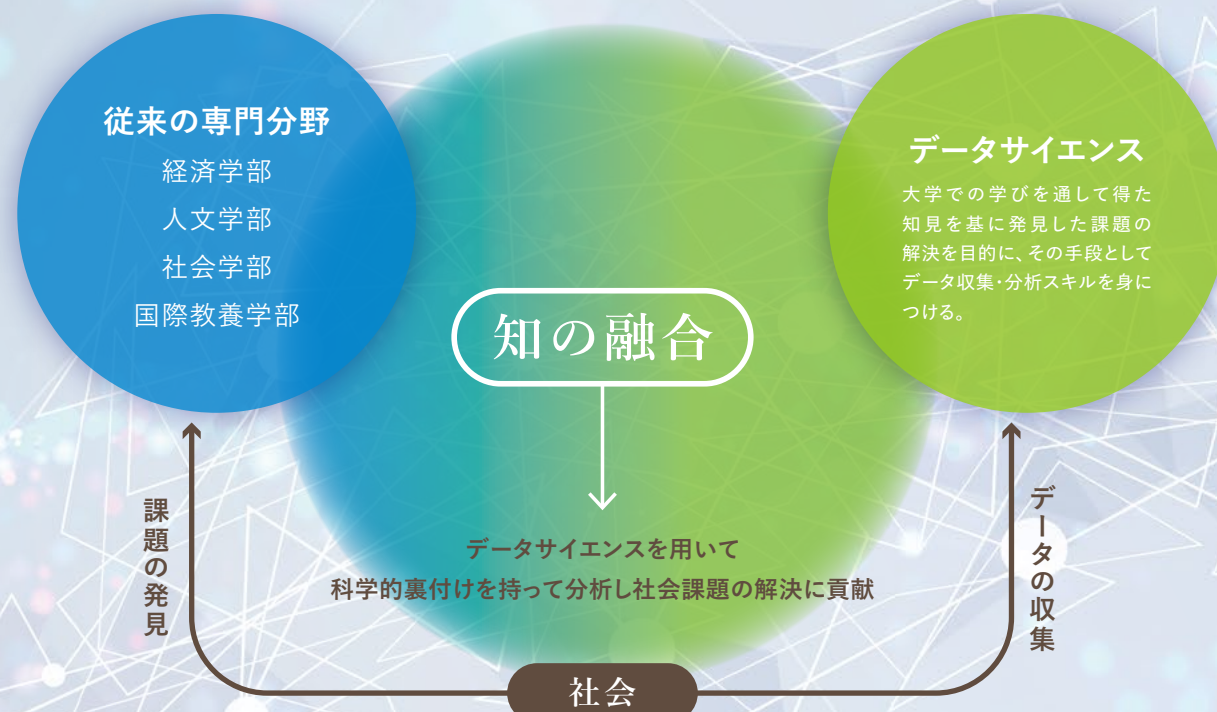 従来の専門分野
経済学部
人文学部
社会学部
国際教養学部
データサイエンス
大学での学びを通して得た
知見を基に発見した課題の
解決を目的に、その手段として
データ収集・分析スキルを身に
つける。
知の融合
データサイエンスを用いて
科学的裏付けを持って分析し社会課題の解決に貢献
課題の発見
データの収集
社会